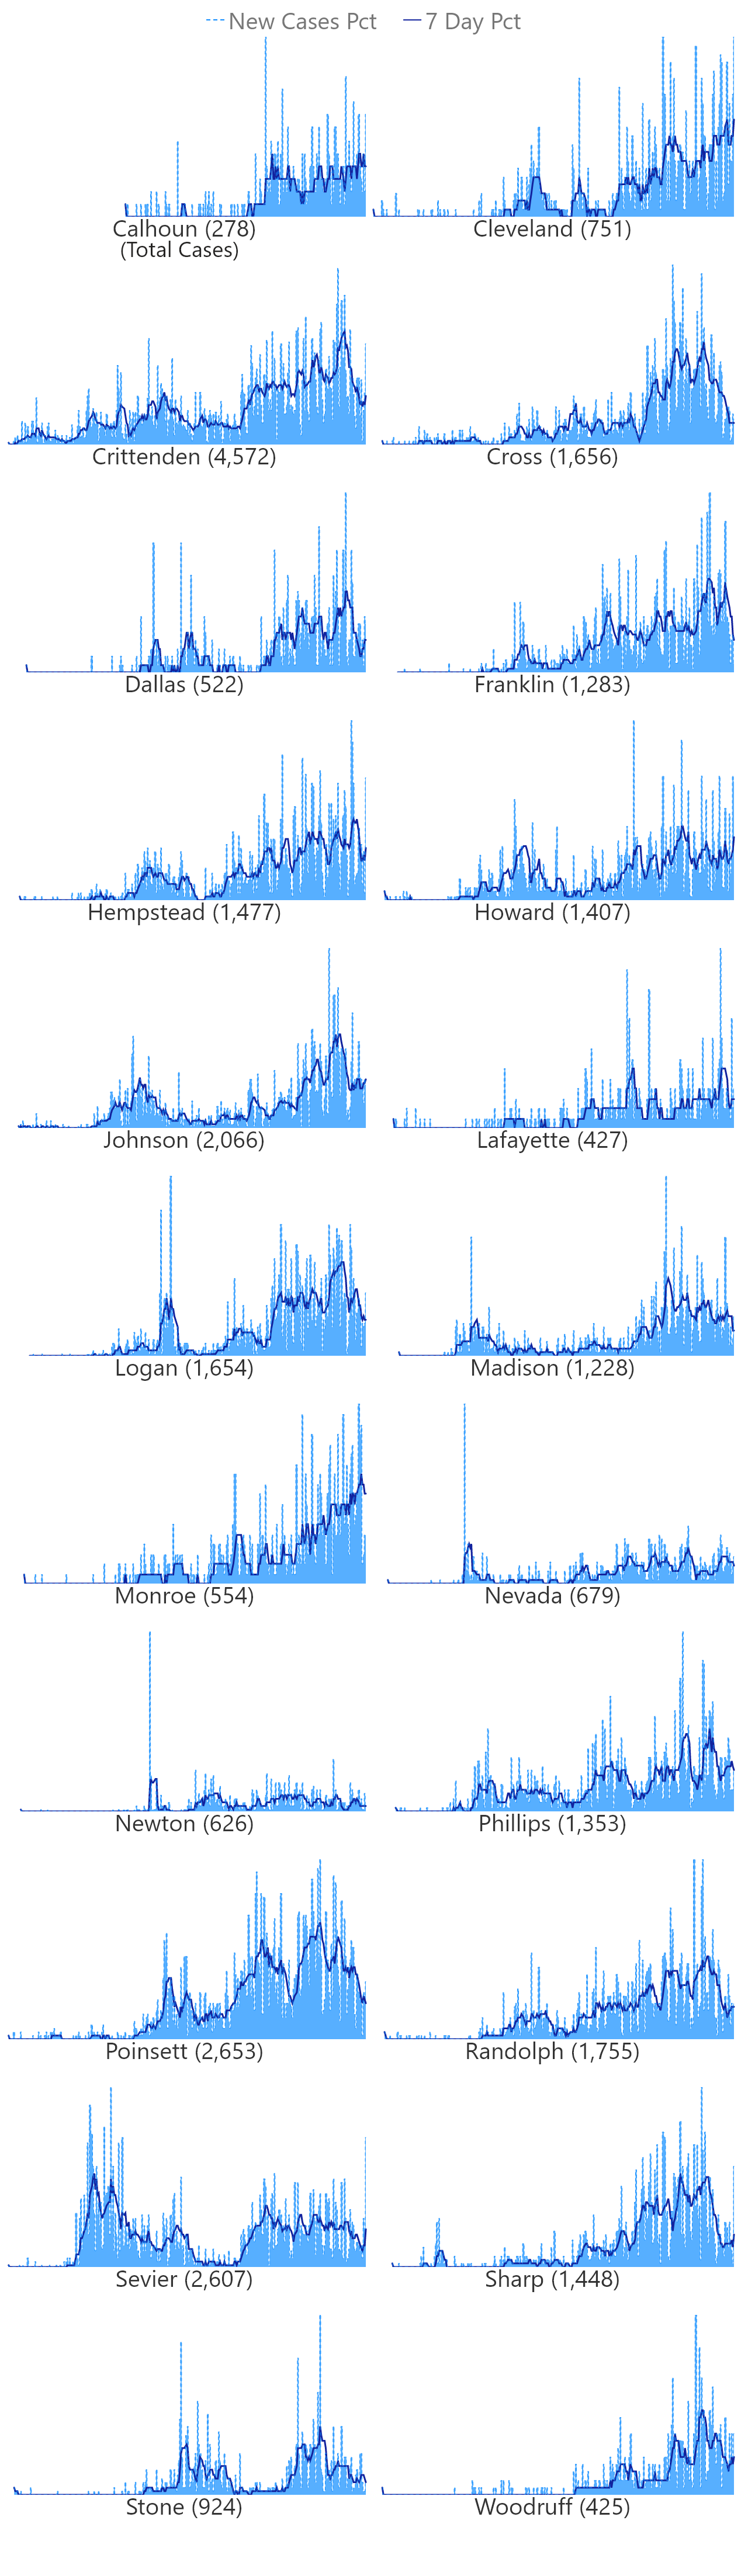 New Cases Pct 7 Day Pct
Calhoun (278) Cleveland (751)
(Total Cases)
Crittenden (4,572) Cross (1,656)
Dallas (522) Franklin (1,283)
Hempstead (1,477) Howard (1,407)
Johnson (2,066) Lafayette (427)
Logan (1,654) Madison (1,228)
Monroe (554) Nevada (679)
Newton (626) Phillips (1,353)
Poinsett (2,653) Randolph (1,755)
Sevier (2,607) Sharp (1,448)
Stone (924) Woodruff (425)